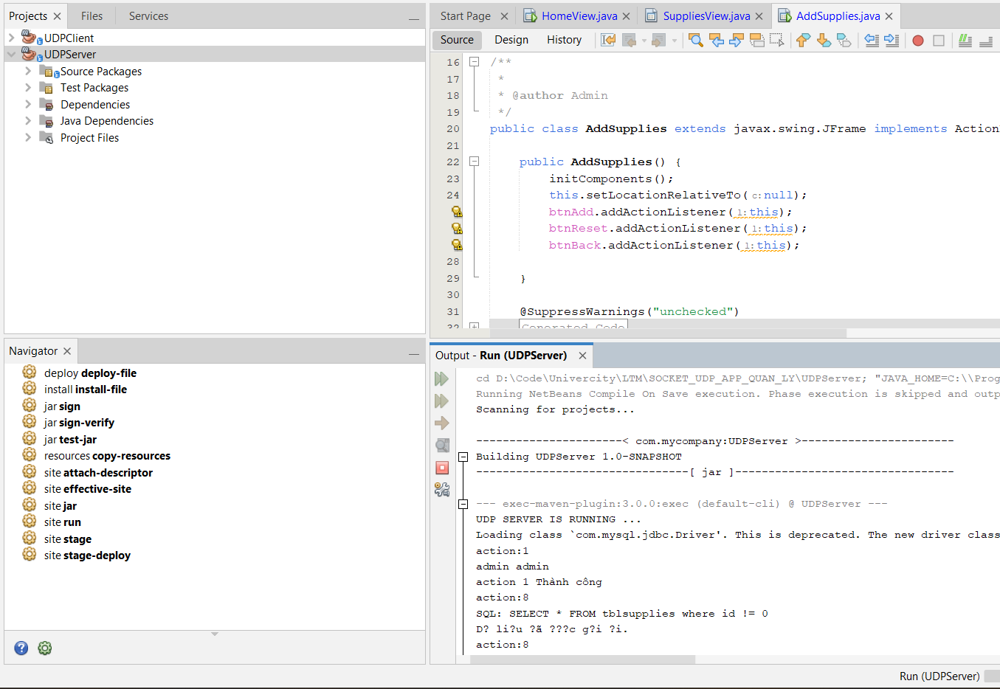 Projects
Files
Services
UDPClient
UDPServer
Source Packages
Test Packages
Dependencies
Java Dependencies
Project Files
Navigator
deploy deploy-file
install install-file
jar sign
jar sign-verify
jar test-jar
resources copy-resources
site attach-descriptor
site effective-site
site jar
site run
site stage
site stage-deploy
Start Page
HomeView.java
SuppliesView.java
AddSupplies.java
Source
Design
History
16 /**
17 *
18 * @author Admin
19 */
20 public class AddSupplies extends javax.swing.JFrame implements Action
21
22 public AddSupplies() {
23 initComponents();
24 this.setLocationRelativeTo(c:null);
btnAdd.addActionListener(l:this);
btnReset.addActionListener(l:this);
btnBack.addActionListener(l:this);
28
29 }
30
31 @SuppressWarnings("unchecked")
32 Generated Code
Output - Run (UDPServer)
cd D:\Code\Univercity\LTM\SOCKET_UDP_APP_QUAN_LY\UDPServer; "JAVA_HOME=C:\\Prog
Running NetBeans Compile On Save execution. Phase execution is skipped and outp
Scanning for projects...
----------------------< com.mycompany:UDPServer >-----------------------
Building UDPServer 1.0-SNAPSHOT
--------------------------------[ jar ]---------------------------------
--- exec-maven-plugin:3.0.0:exec (default-cli) @ UDPServer ---
UDP SERVER IS RUNNING ...
Loading class `com.mysql.jdbc.Driver'. This is deprecated. The new driver class
action:1
admin admin
action 1 Thành công
action:8
SQL: SELECT * FROM tblsupplies where id != 0
D? li?u ?ã ???c g?i ?i.
action:8
Run (UDPServer)